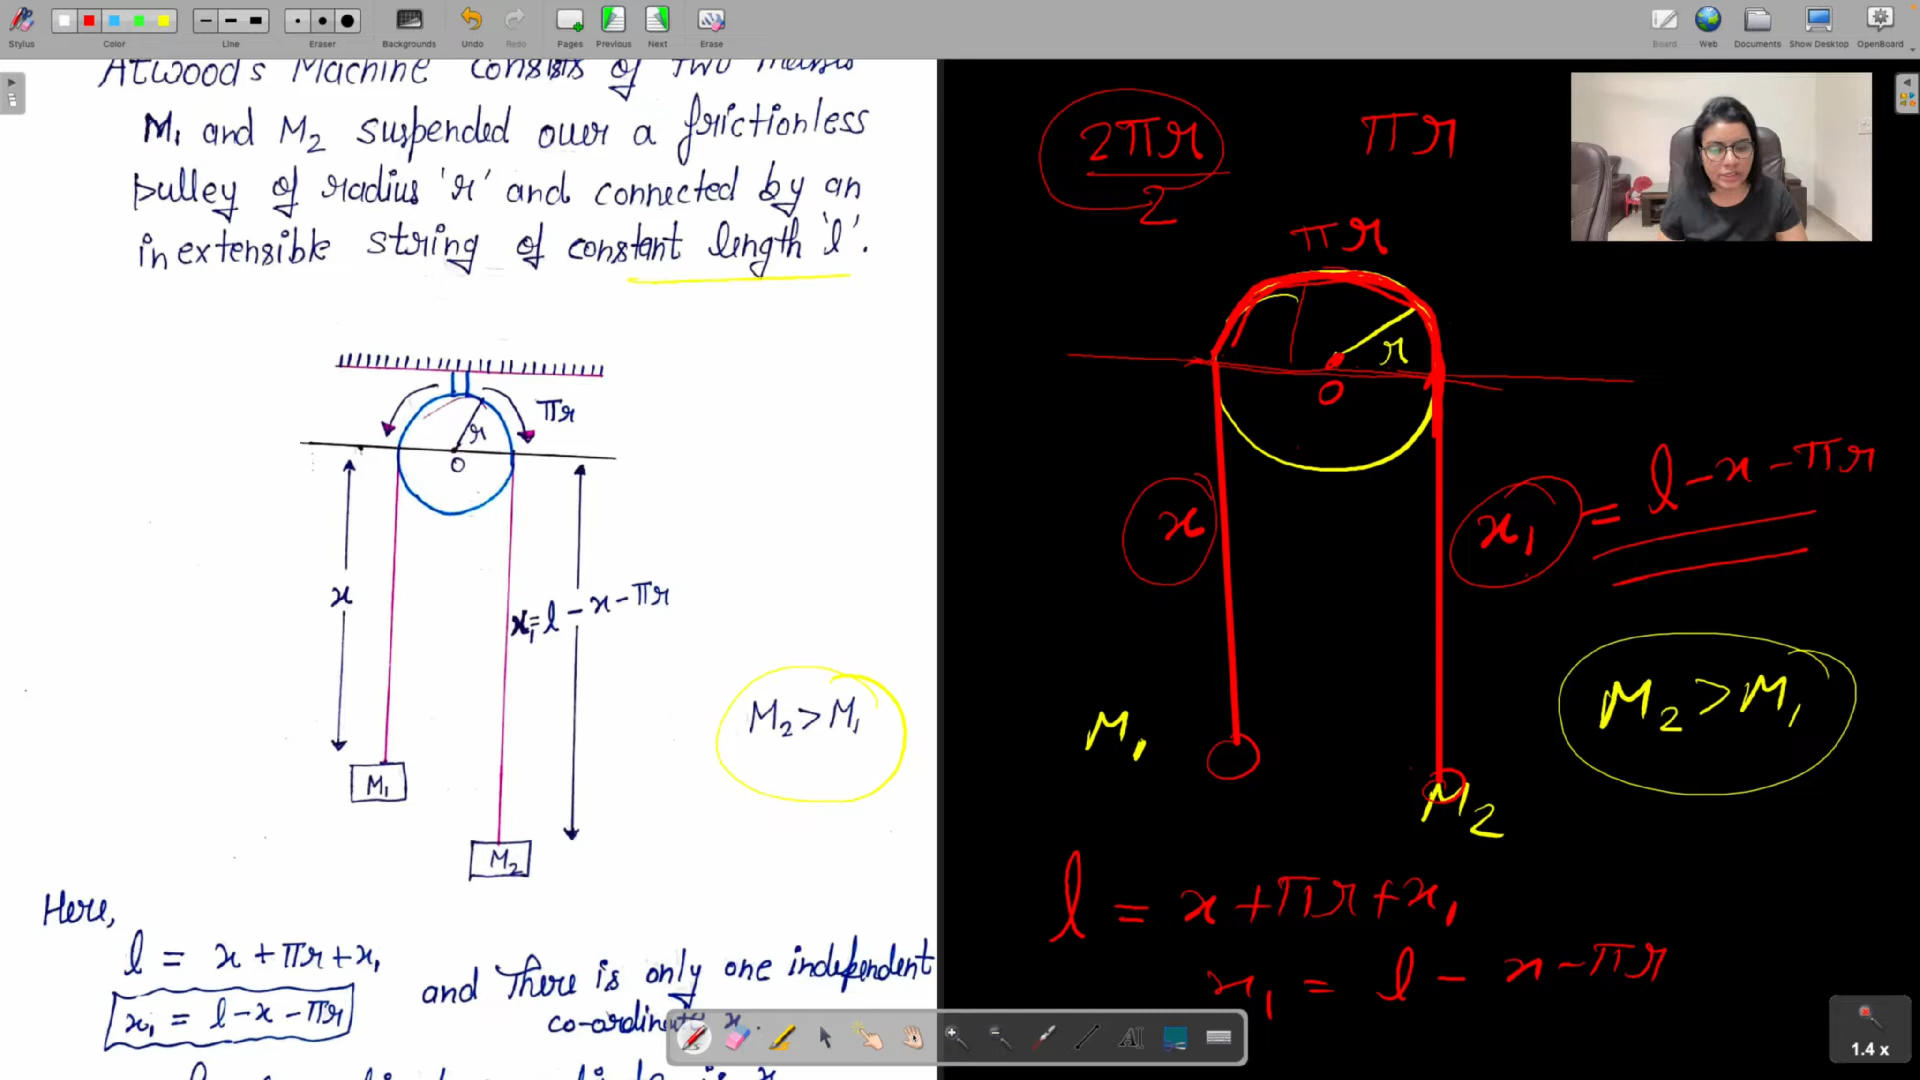 Stylus
Color
Line
Eraser
Backgrounds
Undo
Redo
Pages
Previous
Next
Erase
Board
Web
Documents
Show Desktop
OpenBoard
Atwood's Machine consists of Two
M₁ and M₂ suspended over a frictionless
pulley of radius 'r' and connected by an
inextensible string of constant length 'l'.
πr
r
O
x
x₁=l-x-πr
M₂>M₁
M₁
M₂
Here,
l = x+πr+x₁
x₁ = l-x-πr
and There is only one independent
co-ordinate x.
2πr
2
πr
πr
r
O
x
x₁ = l-x-πr
M₂>M₁
M₁
M₂
l = x+πr+x₁
x₁ = l - x-πr
1.4 x